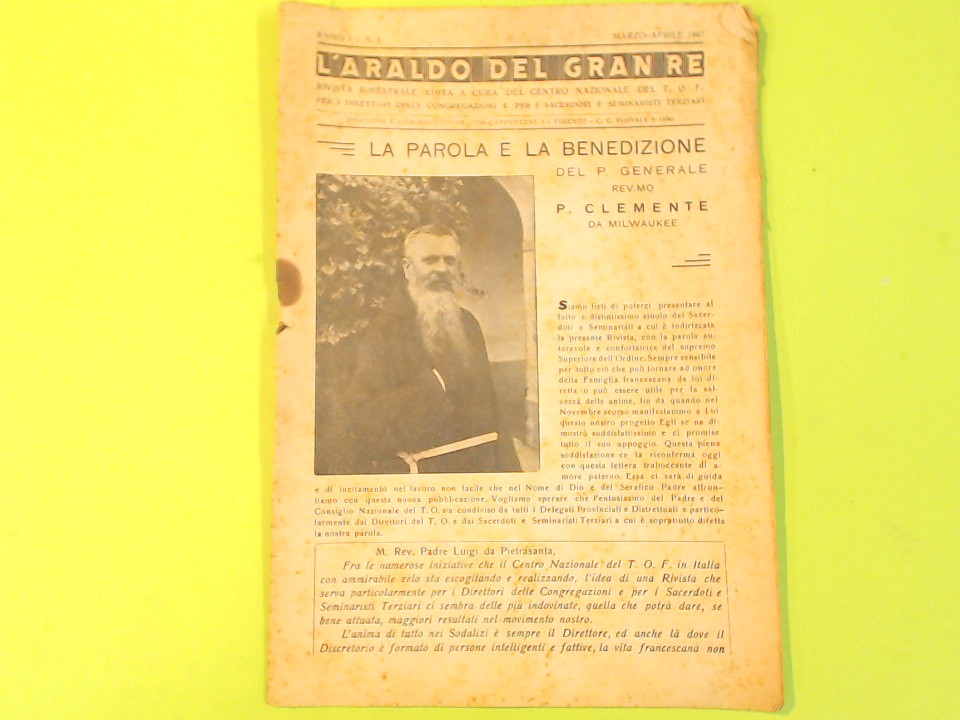 ANNO I - N.
MARZO-APRILE 1947
L'ARALDO DEL GRAN RE
RIVISTA BIMESTRALE EDITA A CURA DEL CENTRO NAZIONALE DEL T. O. F.
PER I DIRETTORI DELLE CONGREGAZIONI E PER I SACERDOTI E SEMINARISTI TERZIARI
FIRENZE - C. C. POSTALE
LA PAROLA E LA BENEDIZIONE
DEL P. GENERALE
REV.MO
P. CLEMENTE
DA MILWAUKEE
Siamo lieti di poterci presentare al
folto e distintissimo stuolo dei Sacer-
doti e Seminaristi a cui è indirizzata
la presente Rivista, con la parola au-
torevole e confortatrice del supremo
Superiore dell'Ordine. Sempre sensibile
per tutto ciò che può tornare ad onore
della Famiglia francescana da lui di-
retta o può essere utile per la sal-
vezza delle anime, fin da quando nel
Novembre scorso manifestammo a Lui
questo nostro progetto Egli se ne di-
mostrò soddisfattissimo e ci promise
tutto il suo appoggio. Questa piena
soddisfazione ce la riconferma oggi
con questa lettera traboccante di a-
more paterno. Essa ci sarà di guida
e di incitamento nel lavoro non facile che nel Nome di Dio e del Serafico Padre affron-
tiamo con questa nuova pubblicazione. Vogliamo sperare che l'entusiasmo del Padre e del
Consiglio Nazionale del T. O. sia condiviso da tutti i Delegati Provinciali e Distrettuali e partico-
larmente dai Direttori del T. O. e dai Sacerdoti e Seminaristi Terziari a cui è sopratutto diretta
la nostra parola.
M. Rev. Padre Luigi da Pietrasanta,
Fra le numerose iniziative che il Centro Nazionale del T. O. F. in Italia
con ammirabile zelo sta escogitando e realizzando, l'idea di una Rivista che
serva particolarmente per i Direttori delle Congregazioni e per i Sacerdoti e
Seminaristi Terziari ci sembra delle più indovinate, quella che potrà dare, se
bene attuata, maggiori resultati nel movimento nostro.
L'anima di tutto nei Sodalizi è sempre il Direttore, ed anche là dove il
Discretorio è formato di persone intelligenti e fattive, la vita francescana non